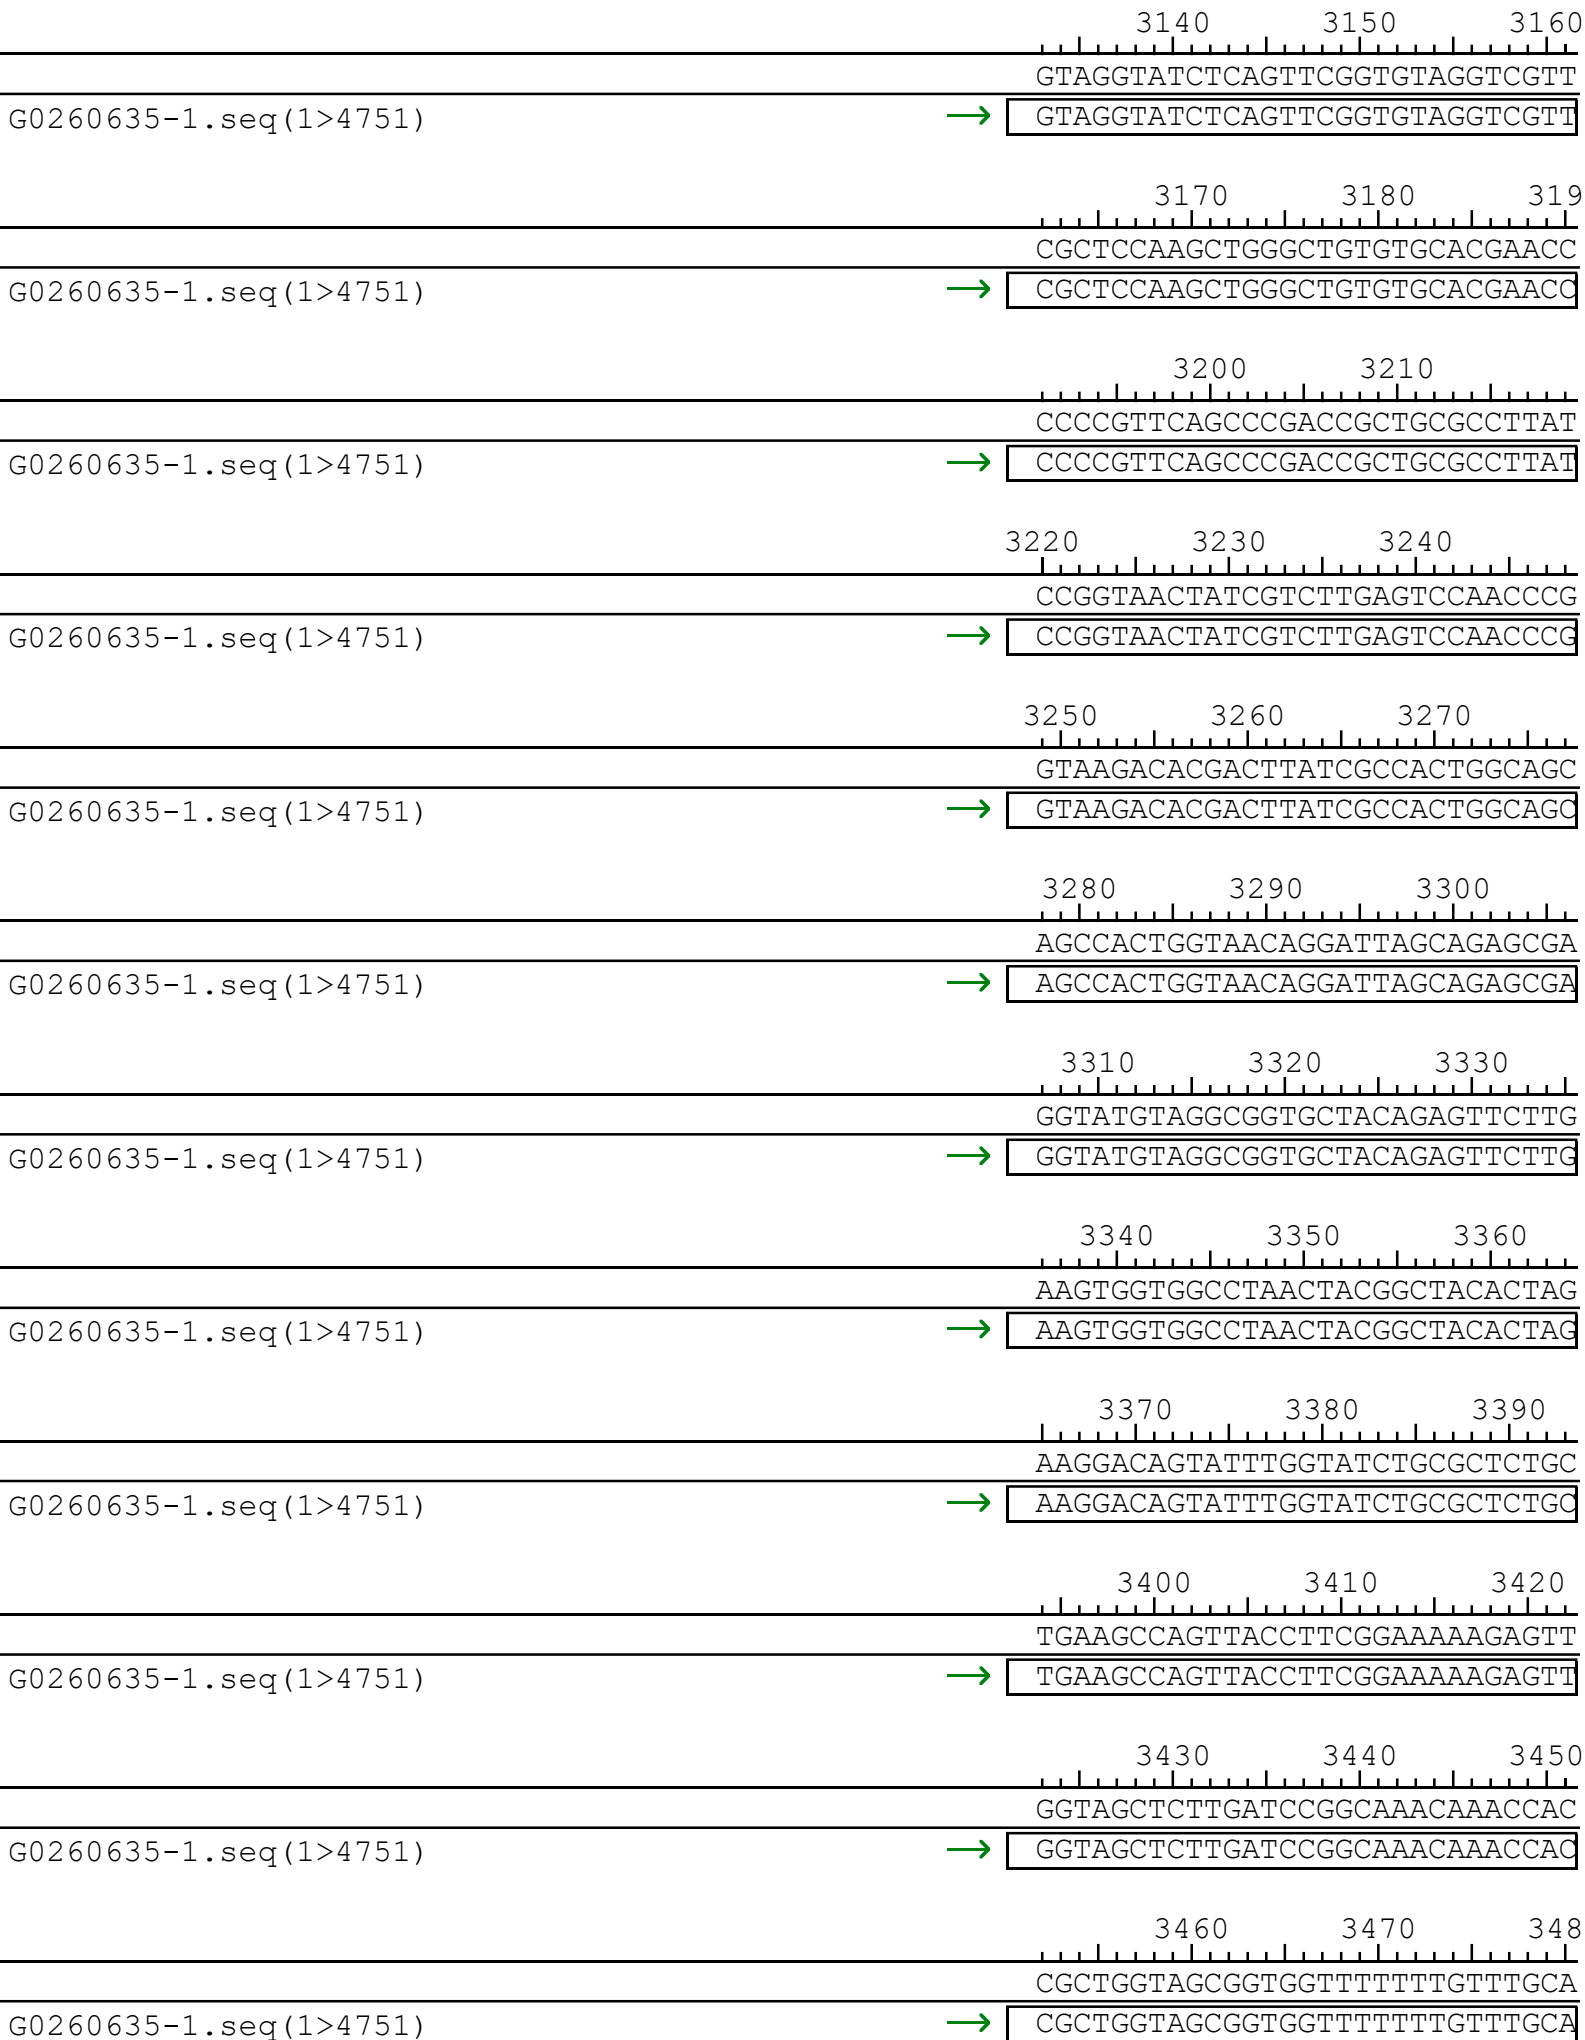 3140 3150 3160
GTAGGTATCTCAGTTCGGTGTAGGTCGTT
G0260635-1.seq(1>4751) → GTAGGTATCTCAGTTCGGTGTAGGTCGTT
3170 3180 319
CGCTCCAAGCTGGGCTGTGTGCACGAACC
G0260635-1.seq(1>4751) → CGCTCCAAGCTGGGCTGTGTGCACGAACC
3200 3210
CCCCGTTCAGCCCGACCGCTGCGCCTTAT
G0260635-1.seq(1>4751) → CCCCGTTCAGCCCGACCGCTGCGCCTTAT
3220 3230 3240
CCGGTAACTATCGTCTTGAGTCCAACCCG
G0260635-1.seq(1>4751) → CCGGTAACTATCGTCTTGAGTCCAACCCG
3250 3260 3270
GTAAGACACGACTTATCGCCACTGGCAGC
G0260635-1.seq(1>4751) → GTAAGACACGACTTATCGCCACTGGCAGC
3280 3290 3300
AGCCACTGGTAACAGGATTAGCAGAGCGA
G0260635-1.seq(1>4751) → AGCCACTGGTAACAGGATTAGCAGAGCGA
3310 3320 3330
GGTATGTAGGCGGTGCTACAGAGTTCTTG
G0260635-1.seq(1>4751) → GGTATGTAGGCGGTGCTACAGAGTTCTTG
3340 3350 3360
AAGTGGTGGCCTAACTACGGCTACACTAG
G0260635-1.seq(1>4751) → AAGTGGTGGCCTAACTACGGCTACACTAG
3370 3380 3390
AAGGACAGTATTTGGTATCTGCGCTCTGC
G0260635-1.seq(1>4751) → AAGGACAGTATTTGGTATCTGCGCTCTGC
3400 3410 3420
TGAAGCCAGTTACCTTCGGAAAAAGAGTT
G0260635-1.seq(1>4751) → TGAAGCCAGTTACCTTCGGAAAAAGAGTT
3430 3440 3450
GGTAGCTCTTGATCCGGCAAACAAACCAC
G0260635-1.seq(1>4751) → GGTAGCTCTTGATCCGGCAAACAAACCAC
3460 3470 348
CGCTGGTAGCGGTGGTTTTTTTGTTTGCA
G0260635-1.seq(1>4751) → CGCTGGTAGCGGTGGTTTTTTTGTTTGCA